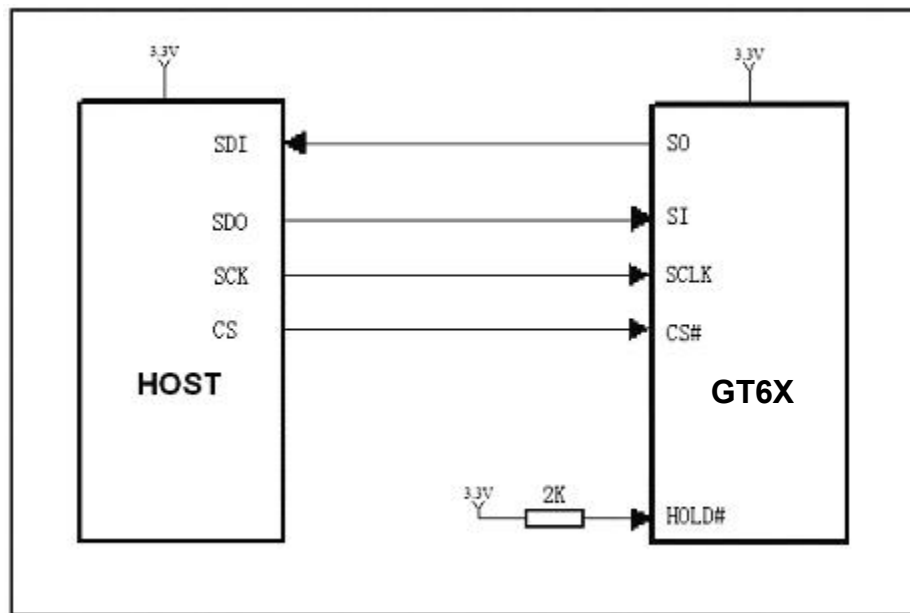 3.3V
3.3V
SDI
SO
SDO
SI
SCK
SCLK
CS
CS#
HOST
GT6X
3.3V
2K
HOLD#